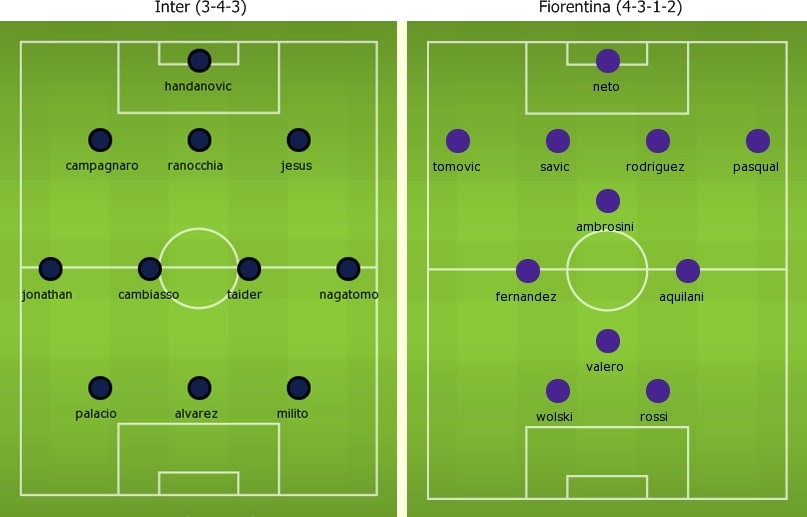 Inter (3-4-3)
handanovic
campagnaro ranocchia jesus
jonathan cambiasso taider nagatomo
palacio alvarez milito
Fiorentina (4-3-1-2)
neto
tomovic savic rodriguez pasqual
ambrosini
fernandez aquilani
valero
wolski rossi